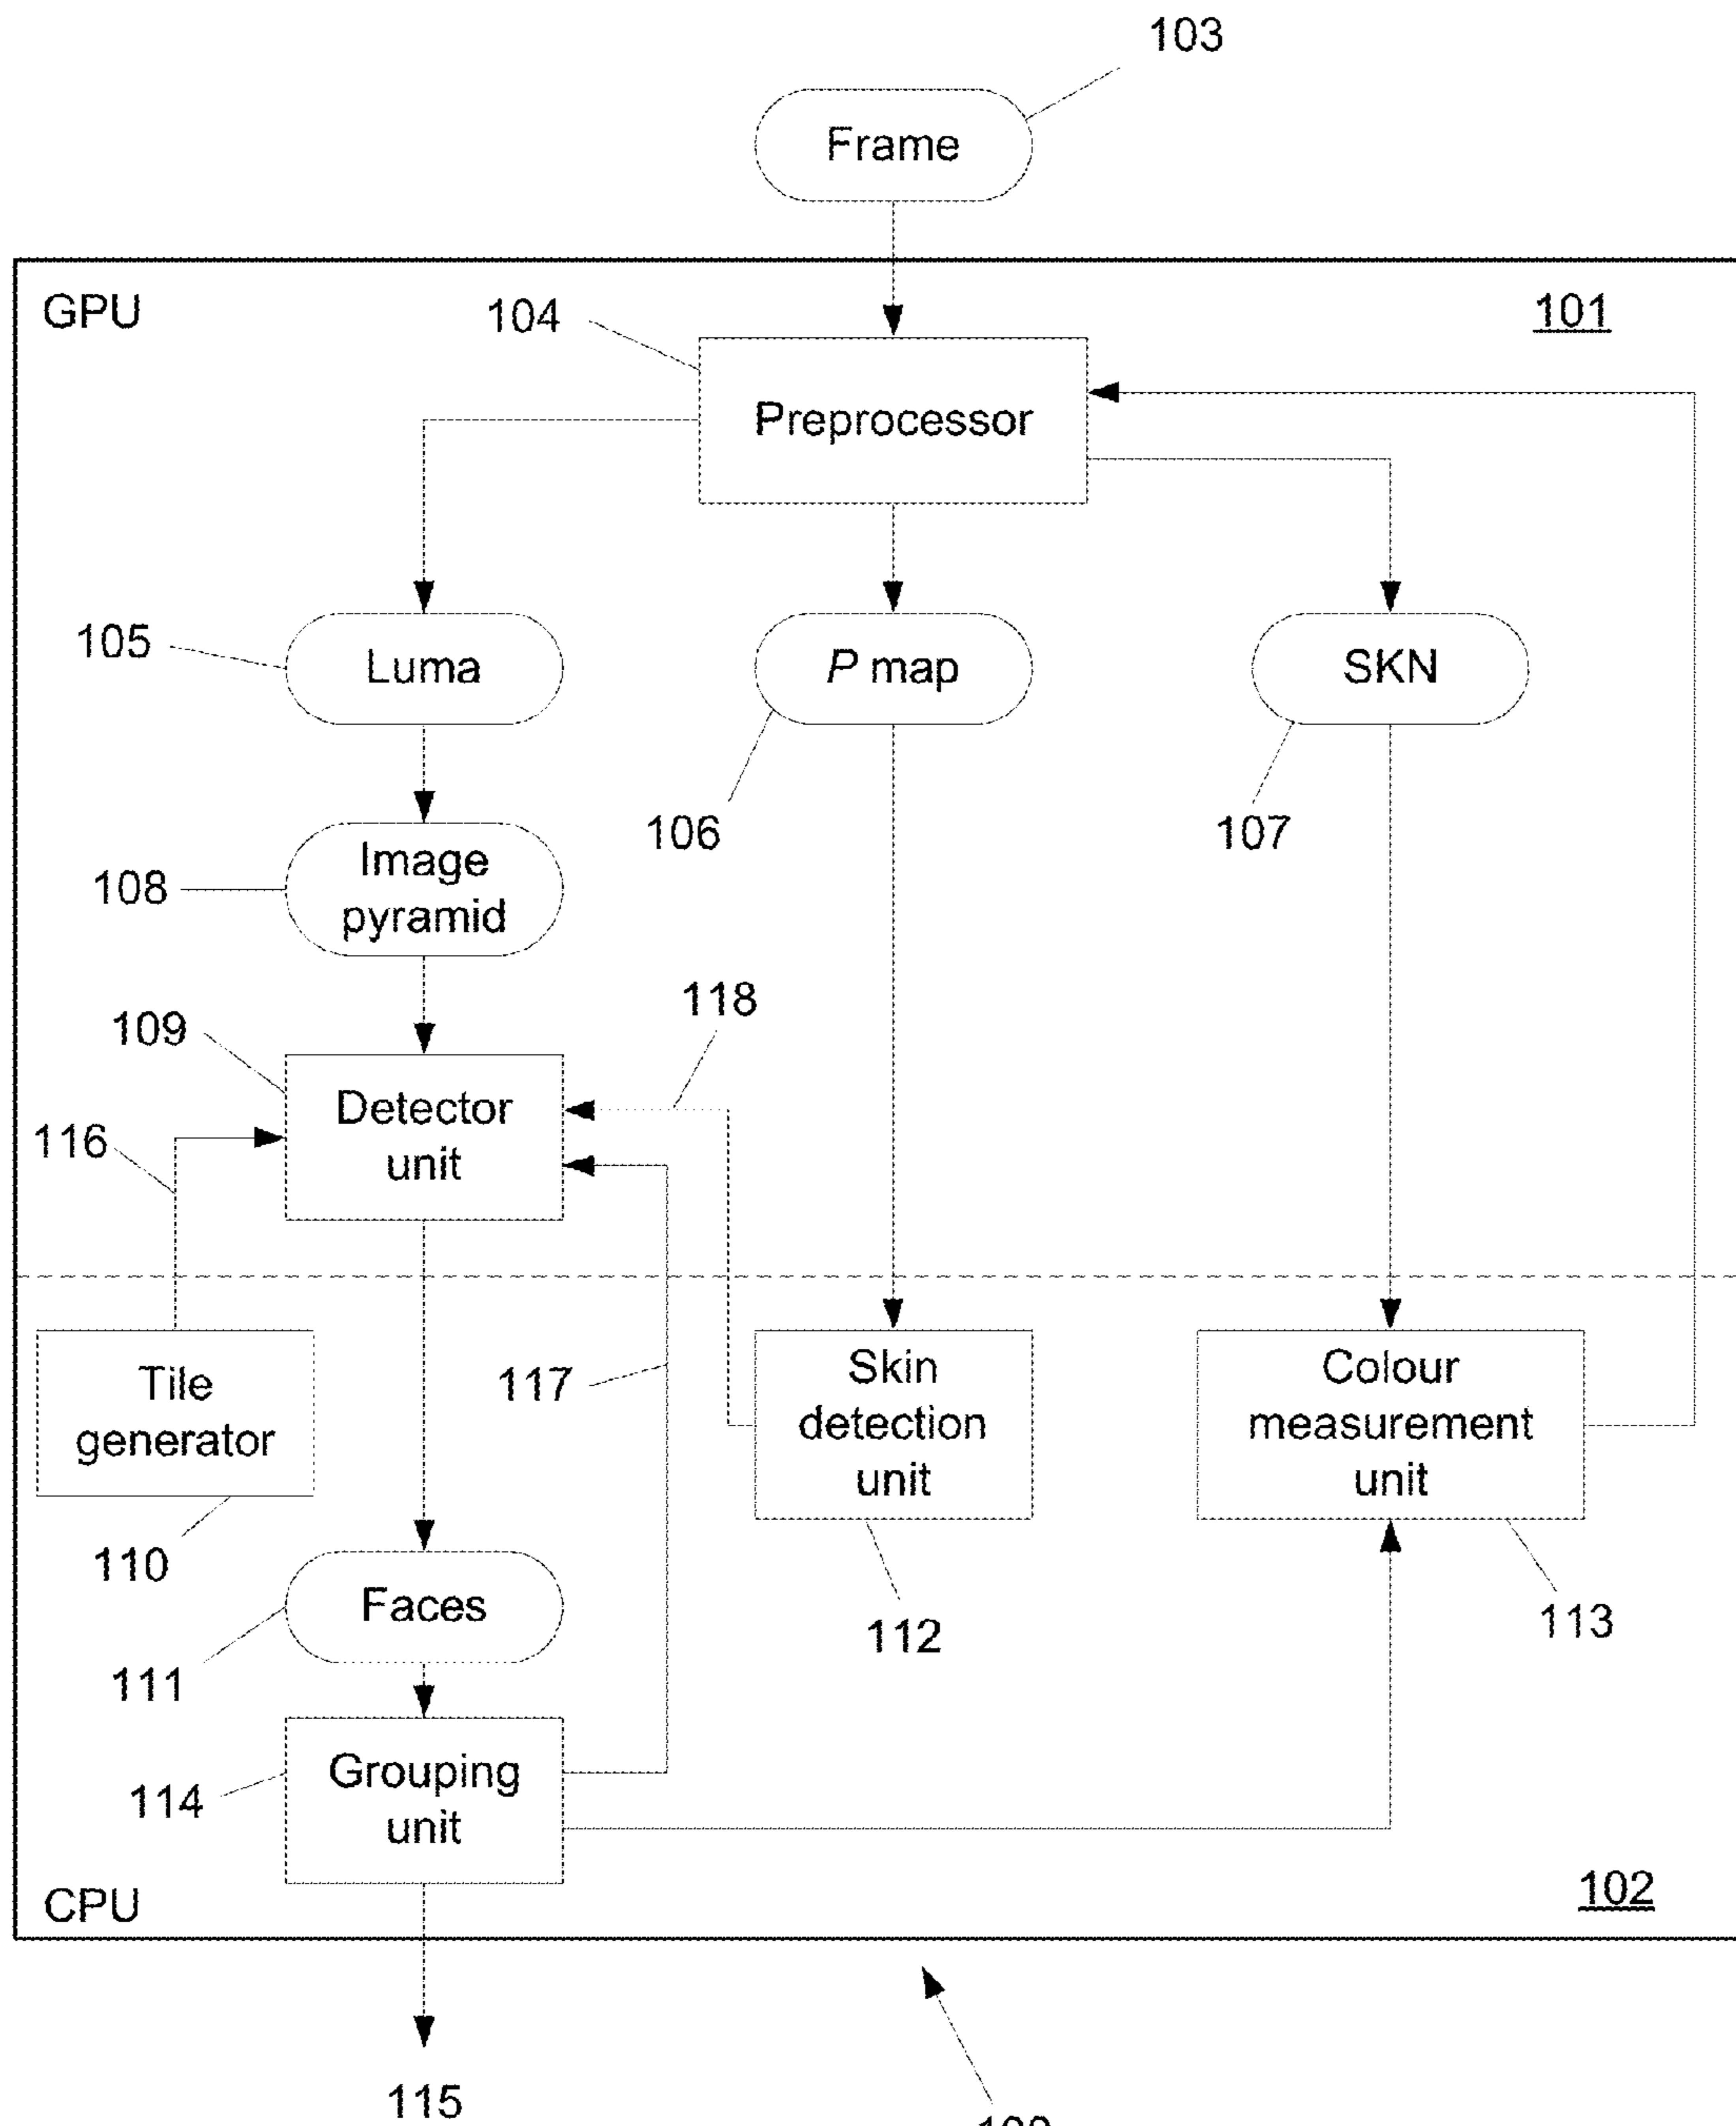 103
Frame
GPU
101
104
Preprocessor
105
Luma
P map
SKN
106
107
108
Image
pyramid
118
109
Detector
unit
116
Tile
generator
117
Skin
detection
unit
Colour
measurement
unit
110
Faces
112
113
111
Grouping
unit
114
102
CPU
115